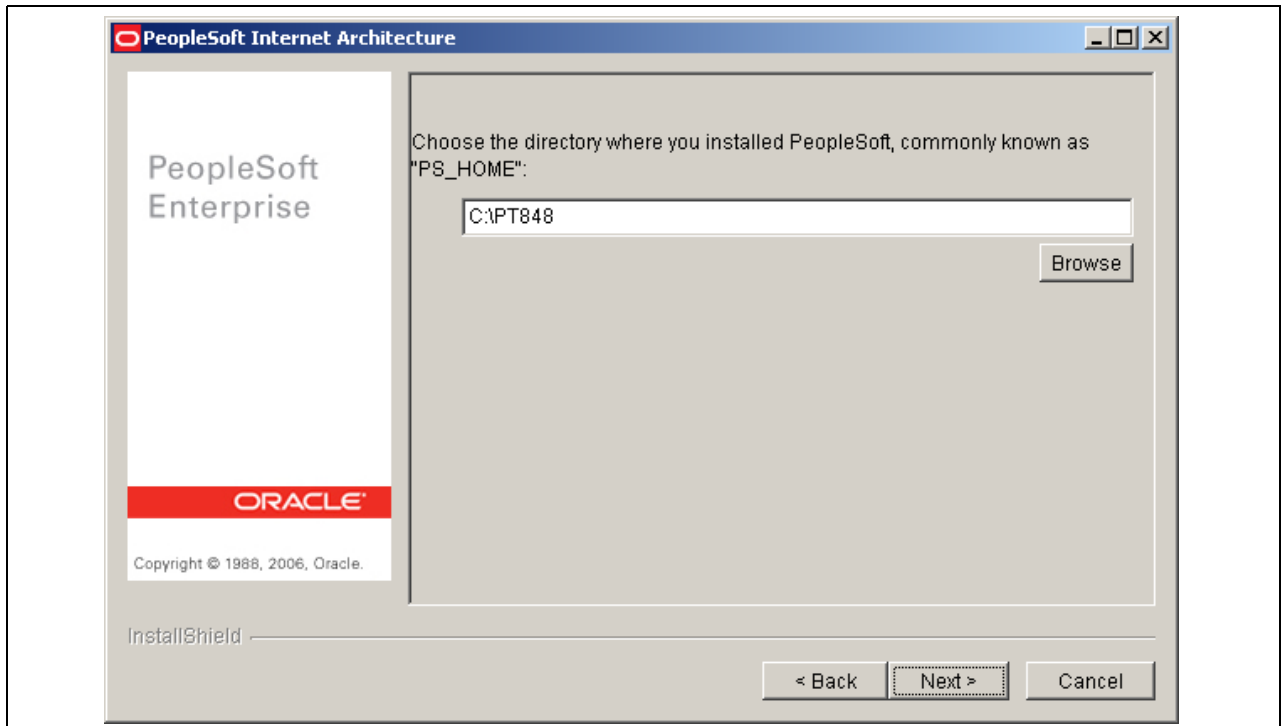 PeopleSoft Internet Architecture
PeopleSoft
Enterprise
Choose the directory where you installed PeopleSoft, commonly known as
"PS_HOME":
C:\PT848
Browse
ORACLE
Copyright © 1988, 2006, Oracle.
InstallShield
< Back
Next >
Cancel